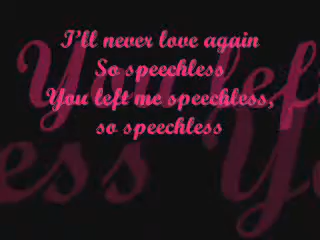 I'll never love again
So speechless
You left me speechless,
so speechless